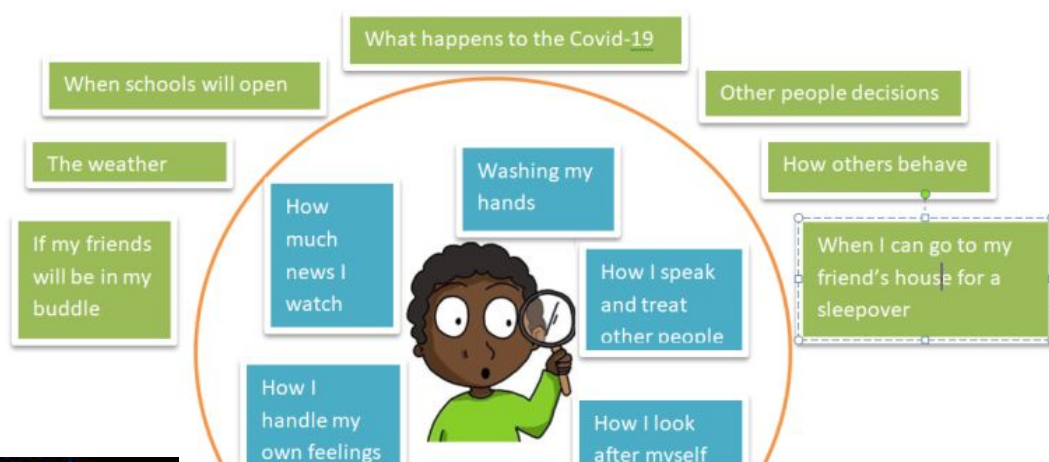 What happens to the Covid-19
When schools will open
Other people decisions
The weather
How others behave
Washing my
hands
How
much
news I
watch
If my friends
will be in my
buddle
How I speak
and treat
other people
When I can go to my
friend's house for a
sleepover
How I
handle my
own feelings
How I look
after myself